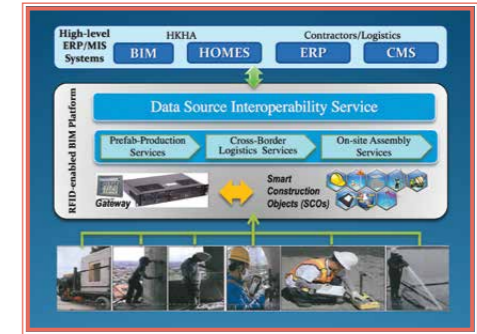 High-level
ERP/MIS
Systems
HKHA
Contractors/Logistics
BIM
HOMES
ERP
CMS
RFID-enabled BIM Platform
Data Source Interoperability Service
Prefab-Production
Services
Cross-Border
Logistics Services
On-site Assembly
Services
Gateway
Smart
Construction
Objects (SCOs)